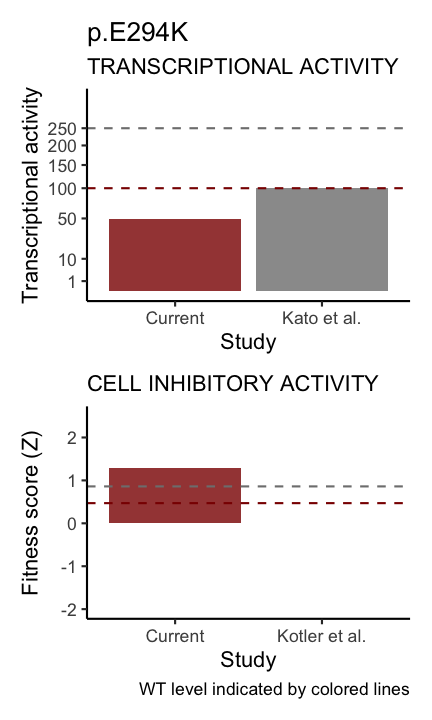 p.E294K
TRANSCRIPTIONAL ACTIVITY
Transcriptional activity
250
200
150
100
50
10
1
Current
Kato et al.
Study
CELL INHIBITORY ACTIVITY
Fitness score (Z)
2
1
0
-1
-2
Current
Kotler et al.
Study
WT level indicated by colored lines